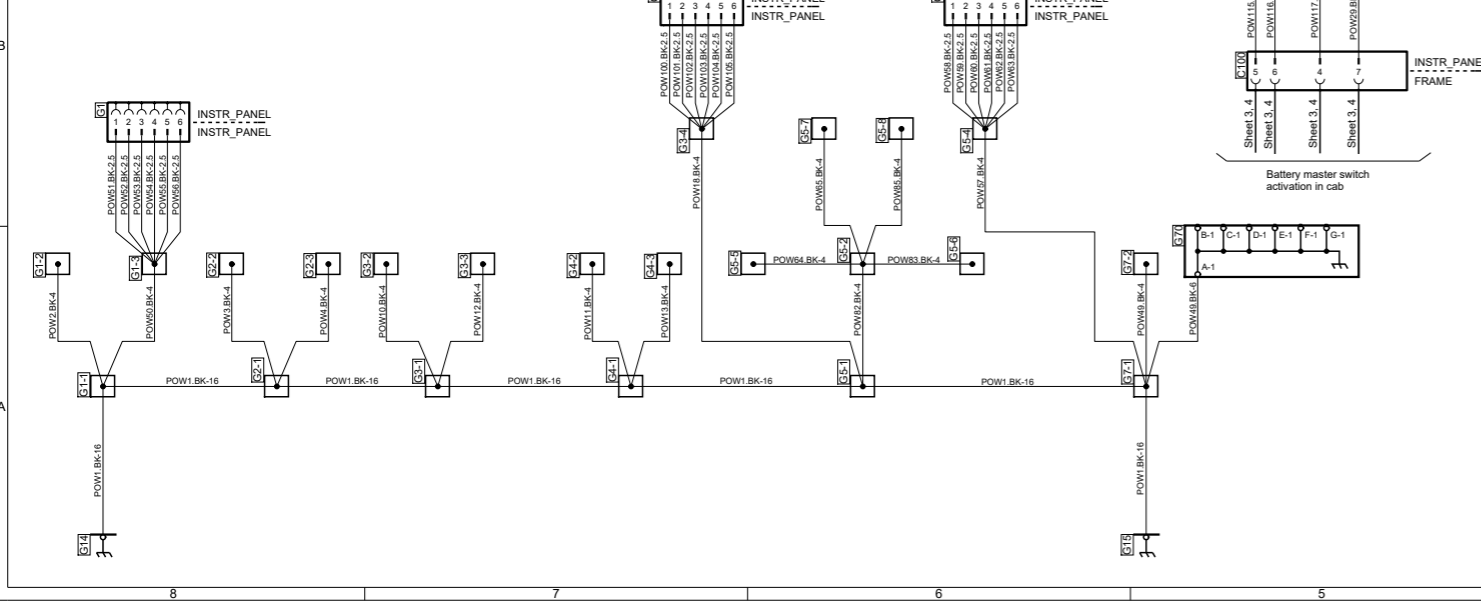 INSTR_PANEL
INSTR_PANEL
1 2 3 4 5 6
POW100.BK-2.5
POW101.BK-2.5
POW102.BK-2.5
POW103.BK-2.5
POW104.BK-2.5
POW105.BK-2.5
G3-4
POW18.BK-4
INSTR_PANEL
1 2 3 4 5 6
POW58.BK-2.5
POW59.BK-2.5
POW60.BK-2.5
POW61.BK-2.5
POW62.BK-2.5
POW63.BK-2.5
G5-4
POW57.BK-4
POW115.
POW116.
POW117.
C100
5 6 4 7
INSTR_PANE
FRAME
Sheet 3, 4
Sheet 3, 4
Sheet 3, 4
Sheet 3, 4
Battery master switch
activation in cab
B
G1
1 2 3 4 5 6
INSTR_PANEL
INSTR_PANEL
POW51.BK-2.5
POW52.BK-2.5
POW53.BK-2.5
POW54.BK-2.5
POW55.BK-2.5
POW56.BK-2.5
G5-7
G5-8
POW65.BK-4
POW85.BK-4
G70
B-1 C-1 D-1 E-1 F-1 G-1
A-1
G1-2
G1-3
G2-2
G2-3
G3-2
G3-3
G4-2
G4-3
G5-5
POW64.BK-4
G5-2
POW83.BK-4
G5-6
G7-2
POW2.BK-4
POW50.BK-4
POW3.BK-4
POW4.BK-4
POW10.BK-4
POW12.BK-4
POW11.BK-4
POW13.BK-4
POW82.BK-4
POW49.BK-4
POW49.BK-6
G1-1
POW1.BK-16
G2-1
POW1.BK-16
G3-1
POW1.BK-16
G4-1
POW1.BK-16
G5-1
POW1.BK-16
G7-1
A
POW1.BK-16
POW1.BK-16
G14
G15
8 7 6 5